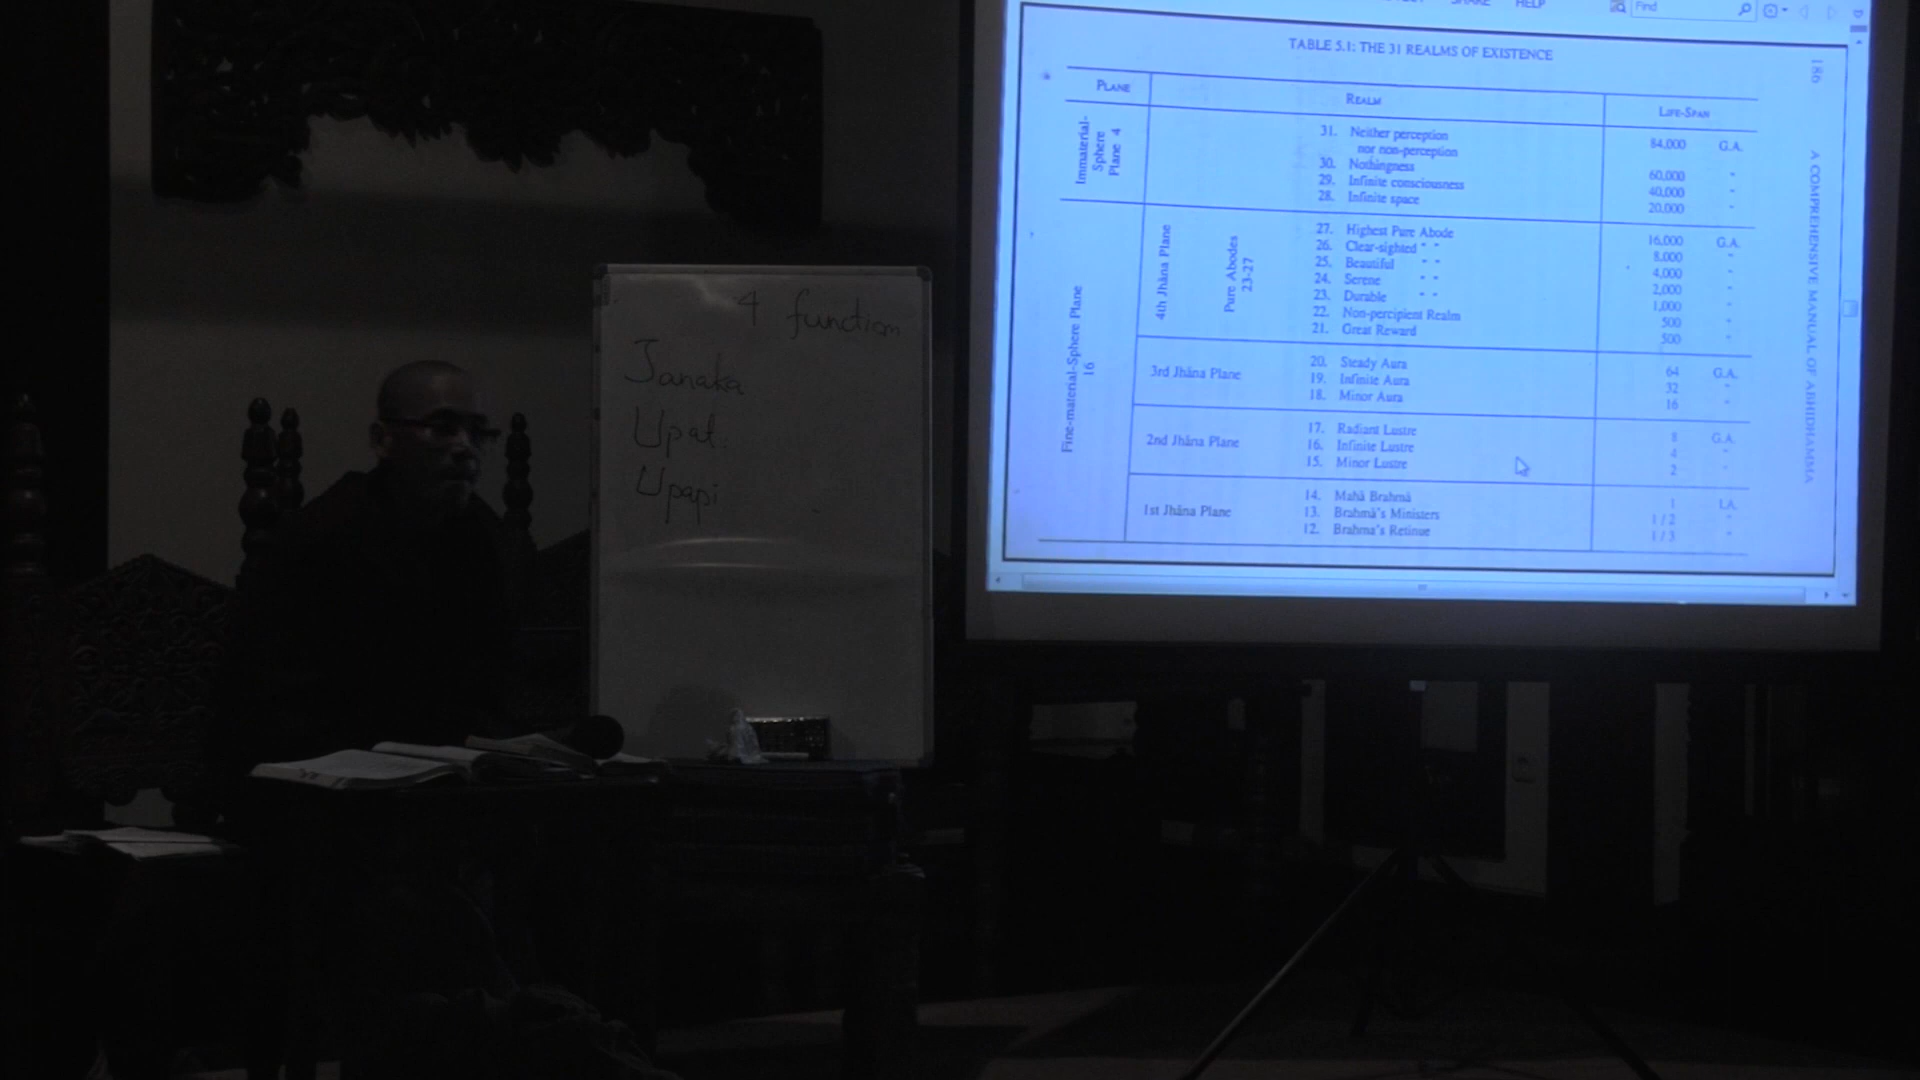 4 function
Janaka
Upat.
Upapi
SHARE HELP
Find
TABLE 5.1: THE 31 REALMS OF EXISTENCE
186
A COMPREHENSIVE MANUAL OF ABHIDHAMMA
PLANE REALM LIFE-SPAN
Immaterial-Sphere Plane 4
31. Neither perception 84,000 G.A.
nor non-perception
30. Nothingness 60,000 "
29. Infinite consciousness 40,000 "
28. Infinite space 20,000 "
Fine-material-Sphere Plane 16
4th Jhāna Plane
Pure Abodes 23-27
27. Highest Pure Abode 16,000 G.A.
26. Clear-sighted " " 8,000 "
25. Beautiful " " 4,000 "
24. Serene " " 2,000 "
23. Durable " " 1,000 "
22. Non-percipient Realm 500 "
21. Great Reward 500 "
3rd Jhāna Plane
20. Steady Aura 64 G.A.
19. Infinite Aura 32 "
18. Minor Aura 16 "
2nd Jhāna Plane
17. Radiant Lustre 8 G.A.
16. Infinite Lustre 4 "
15. Minor Lustre 2 "
1st Jhāna Plane
14. Mahā Brahmā 1 I.A.
13. Brahmā's Ministers 1/2 "
12. Brahma's Retinue 1/3 "